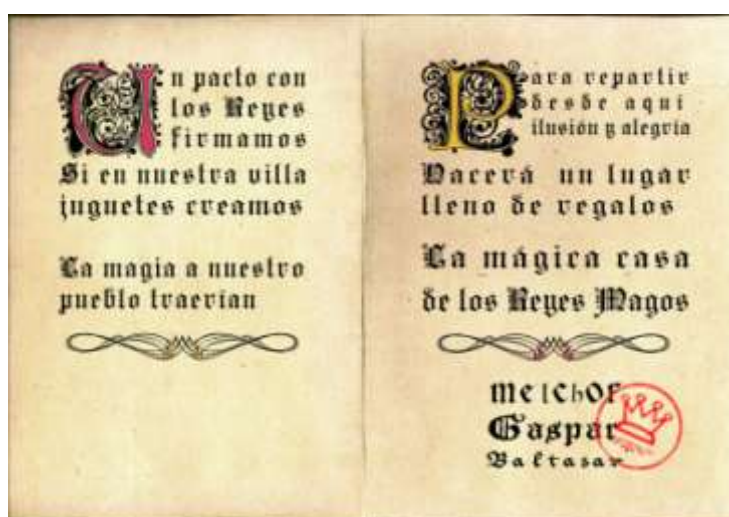 Un pacto con
los Reyes
firmamos
Si en nuestra villa
juguetes creamos
La magia a nuestro
pueblo traerían
Para repartir
desde aquí
ilusión y alegría
Nacerá un lugar
lleno de regalos
La mágica casa
de los Reyes Magos
Melchor
Gaspar
Baltasar